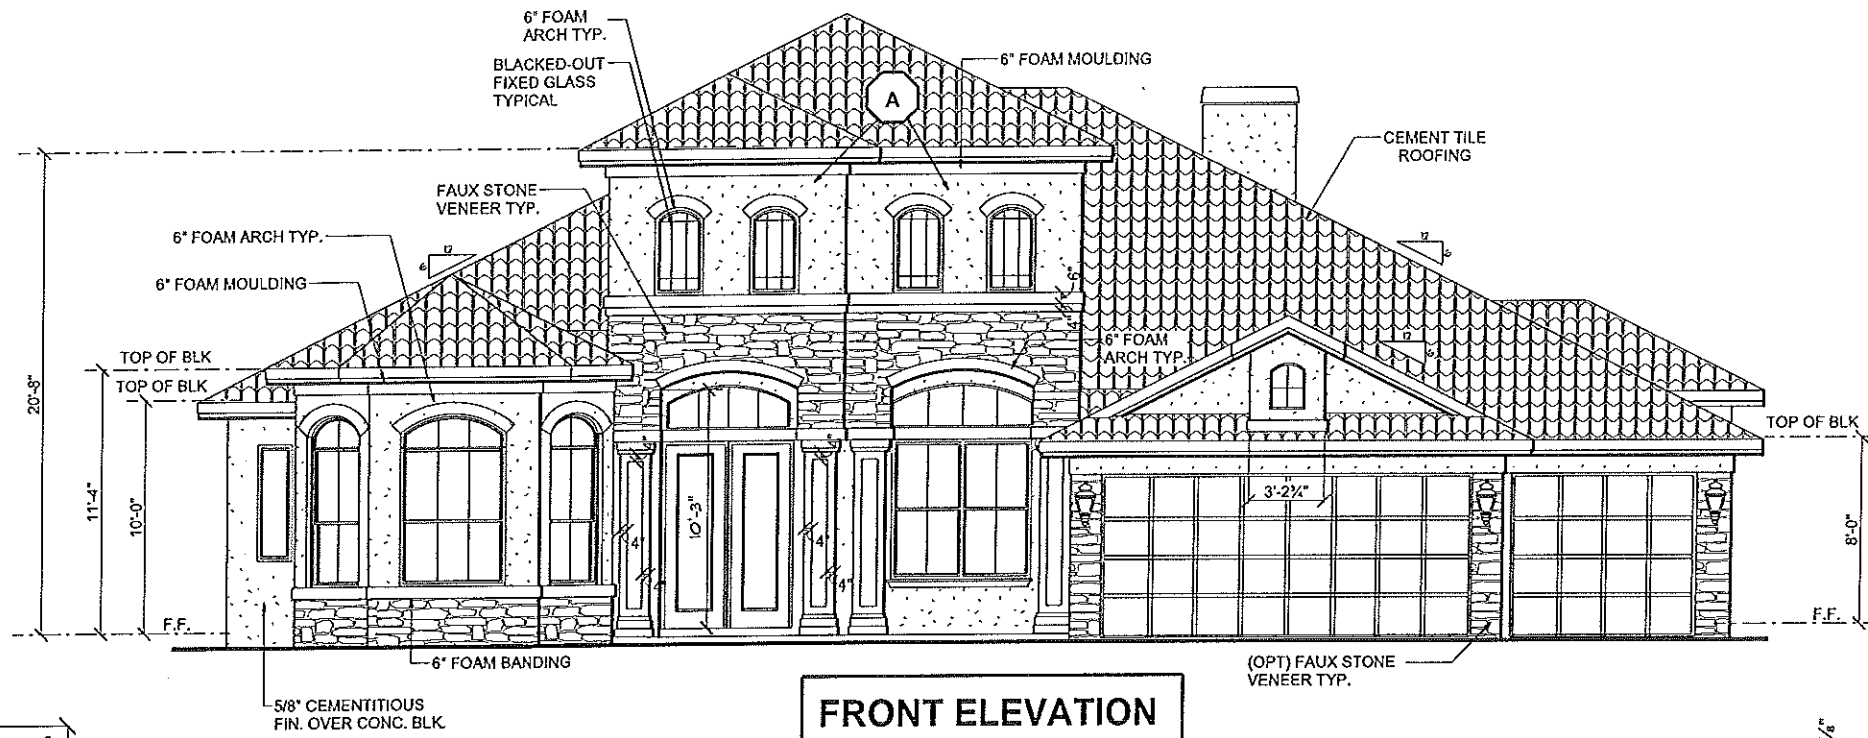 6" FOAM
ARCH TYP.
BLACKED-OUT
FIXED GLASS
TYPICAL
A
6" FOAM MOULDING
CEMENT TILE
ROOFING
FAUX STONE
VENEER TYP.
6" FOAM ARCH TYP.
12
6
12
6
6" FOAM MOULDING
6"
4"
6" FOAM
ARCH TYP.
12
6
TOP OF BLK
TOP OF BLK
TOP OF BLK
20'-8"
11'-4"
10'-0"
10'-3"
3'-2¾"
8'-0"
4"
4"
4"
F.F.
F.F.
6" FOAM BANDING
(OPT) FAUX STONE
VENEER TYP.
5/8" CEMENTITIOUS
FIN. OVER CONC. BLK.
FRONT ELEVATION